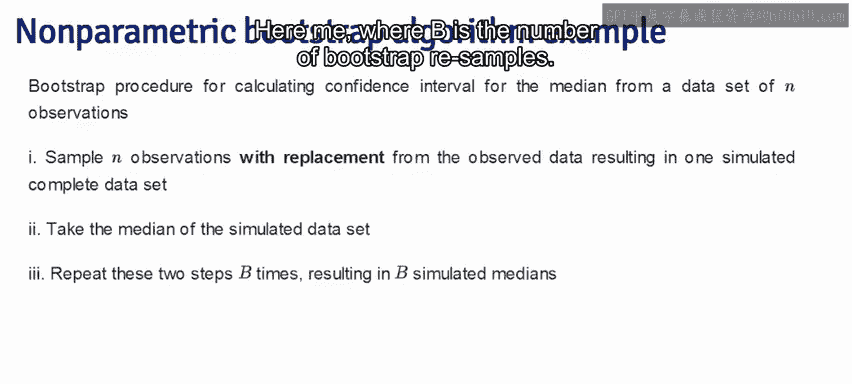 Nonparametric bootstrap algorithm example
Here me, where B is the number
of bootstrap re-samples.
Bootstrap procedure for calculating confidence interval for the median from a data set of n
observations
i. Sample n observations with replacement from the observed data resulting in one simulated
complete data set
ii. Take the median of the simulated data set
iii. Repeat these two steps B times, resulting in B simulated medians